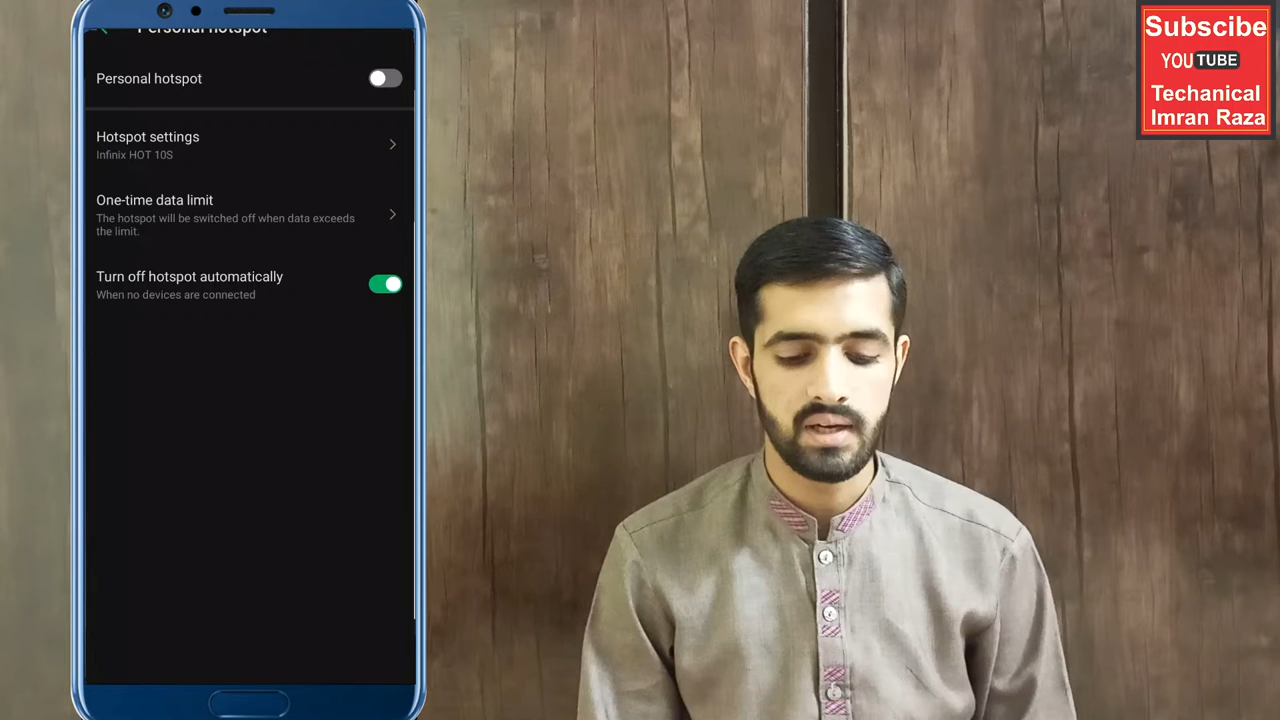 Personal hotspot
Personal hotspot
Hotspot settings
Infinix HOT 10S
One-time data limit
The hotspot will be switched off when data exceeds
the limit.
Turn off hotspot automatically
When no devices are connected
Subscibe
YOU TUBE
Techanical
Imran Raza